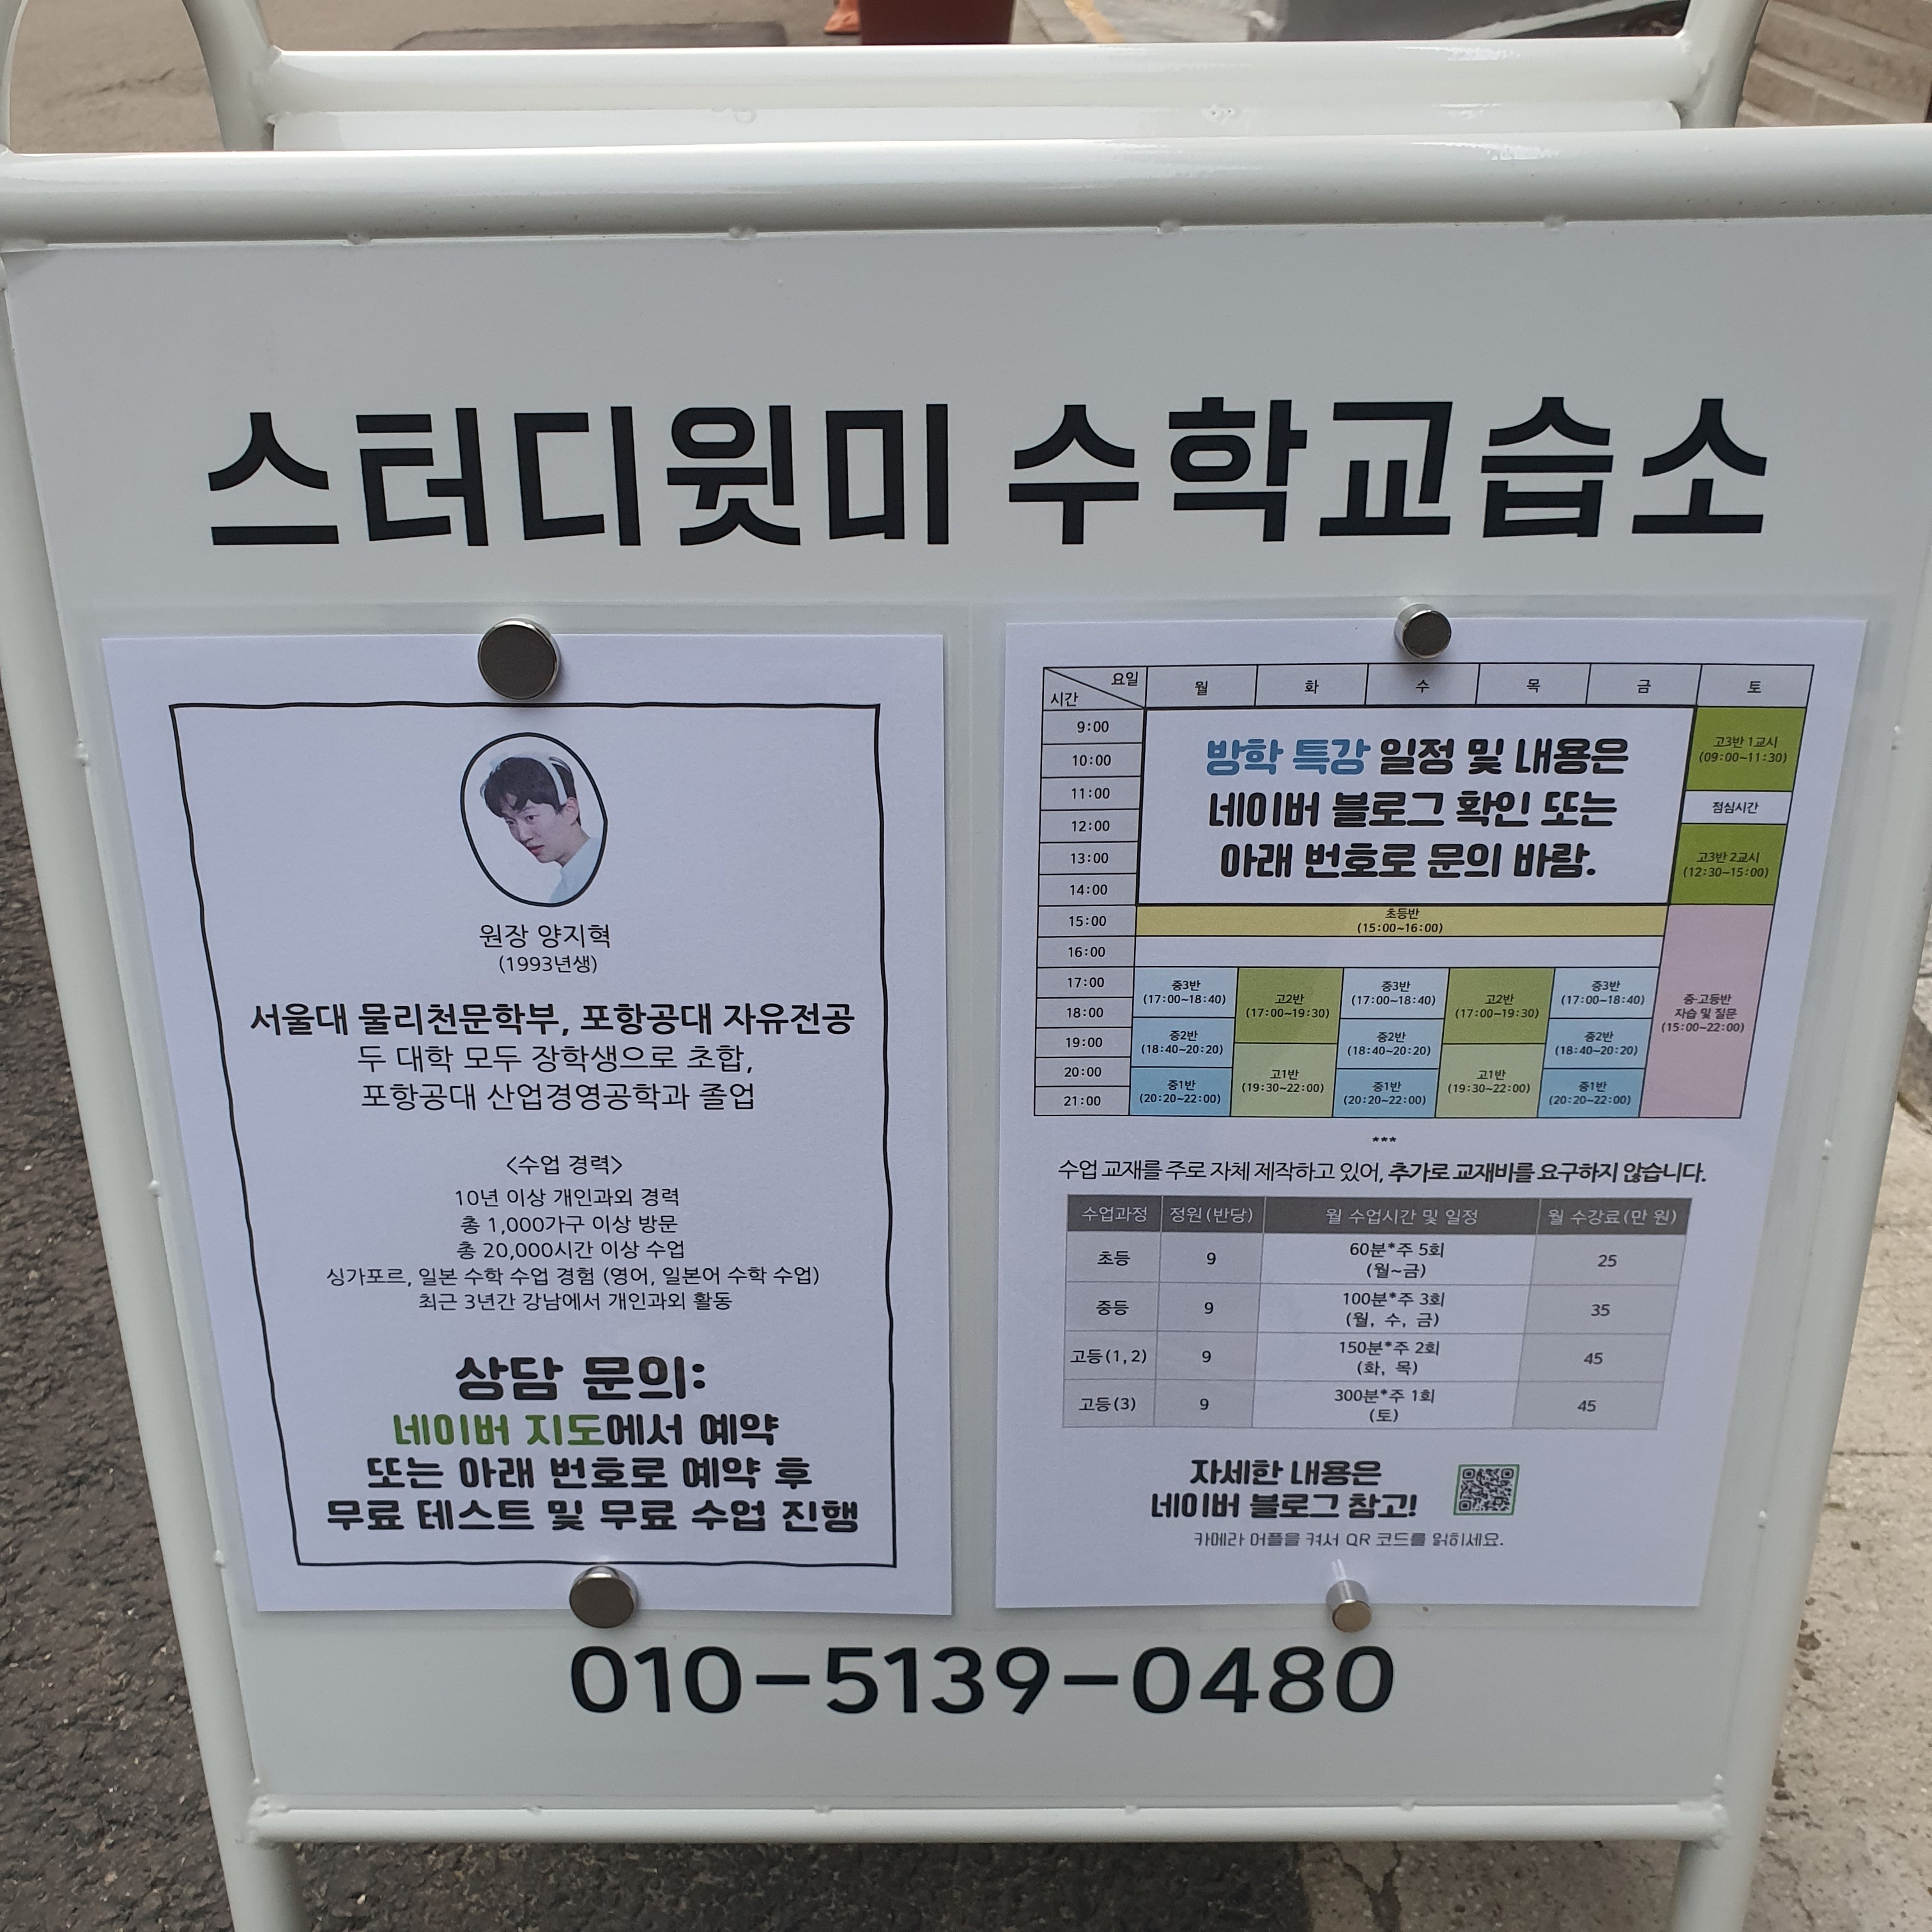 스터디윗미 수학교습소
원장 양지혁
(1993년생)
서울대 물리천문학부, 포항공대 자유전공
두 대학 모두 장학생으로 초합,
포항공대 산업경영공학과 졸업
<수업 경력>
10년 이상 개인과외 경력
총 1,000가구 이상 방문
총 20,000시간 이상 수업
싱가포르, 일본 수학 수업 경험 (영어, 일본어 수학 수업)
최근 3년간 강남에서 개인과외 활동
상담 문의:
네이버 지도에서 예약
또는 아래 번호로 예약 후
무료 테스트 및 무료 수업 진행
요일
시간
월 화 수 목 금 토
9:00
10:00
11:00
12:00
13:00
14:00
15:00
16:00
17:00
18:00
19:00
20:00
21:00
방학 특강 일정 및 내용은
네이버 블로그 확인 또는
아래 번호로 문의 바람.
고3반 1교시
(09:00~11:30)
점심시간
고3반 2교시
(12:30~15:00)
초등반
(15:00~16:00)
중3반
(17:00~18:40)
중2반
(18:40~20:20)
중1반
(20:20~22:00)
고2반
(17:00~19:30)
고1반
(19:30~22:00)
중3반
(17:00~18:40)
중2반
(18:40~20:20)
중1반
(20:20~22:00)
고2반
(17:00~19:30)
고1반
(19:30~22:00)
중3반
(17:00~18:40)
중2반
(18:40~20:20)
중1반
(20:20~22:00)
중·고등반
자습 및 질문
(15:00~22:00)
***
수업 교재를 주로 자체 제작하고 있어, 추가로 교재비를 요구하지 않습니다.
수업과정 정원(반당) 월 수업시간 및 일정 월 수강료(만 원)
초등 9 60분*주 5회 25
(월~금)
중등 9 100분*주 3회 35
(월, 수, 금)
고등(1,2) 9 150분*주 2회 45
(화, 목)
고등(3) 9 300분*주 1회 45
(토)
자세한 내용은
네이버 블로그 참고!
카메라 어플을 켜서 QR 코드를 읽히세요.
010-5139-0480